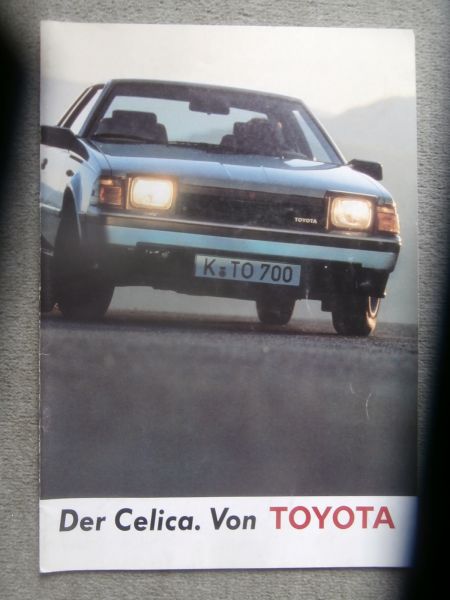 TOYOTA
K TO 700
Der Celica. Von TOYOTA